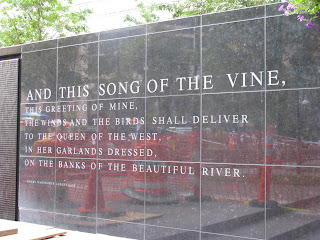 AND THIS SONG OF THE VINE,
THIS GREETING OF MINE,
THE WINDS AND THE BIRDS SHALL DELIVER
TO THE QUEEN OF THE WEST,
IN HER GARLANDS DRESSED,
ON THE BANKS OF THE BEAUTIFUL RIVER.